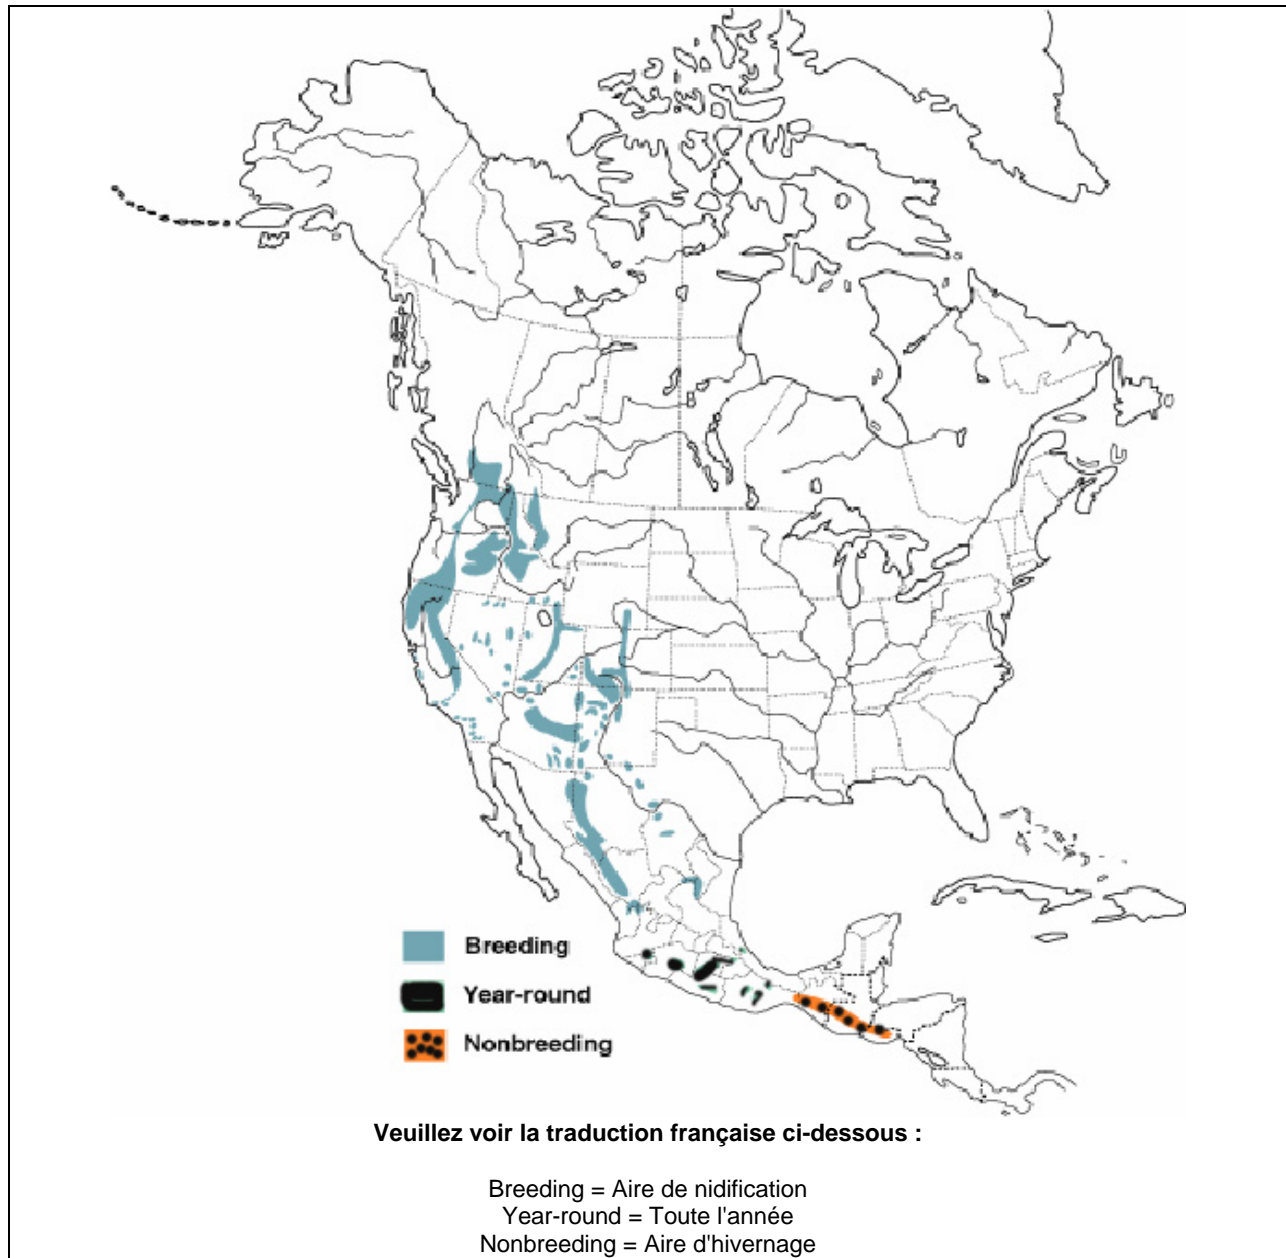 Breeding
Year-round
Nonbreeding
Veuillez voir la traduction française ci-dessous :
Breeding = Aire de nidification
Year-round = Toute l'année
Nonbreeding = Aire d'hivernage